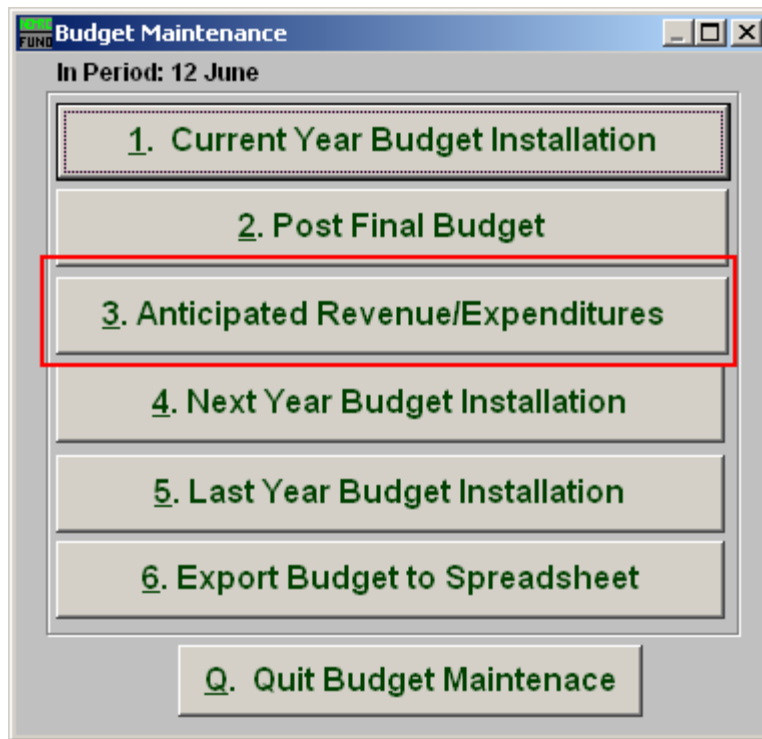 FUND Budget Maintenance
In Period: 12 June
1. Current Year Budget Installation
2. Post Final Budget
3. Anticipated Revenue/Expenditures
4. Next Year Budget Installation
5. Last Year Budget Installation
6. Export Budget to Spreadsheet
Q. Quit Budget Maintenace